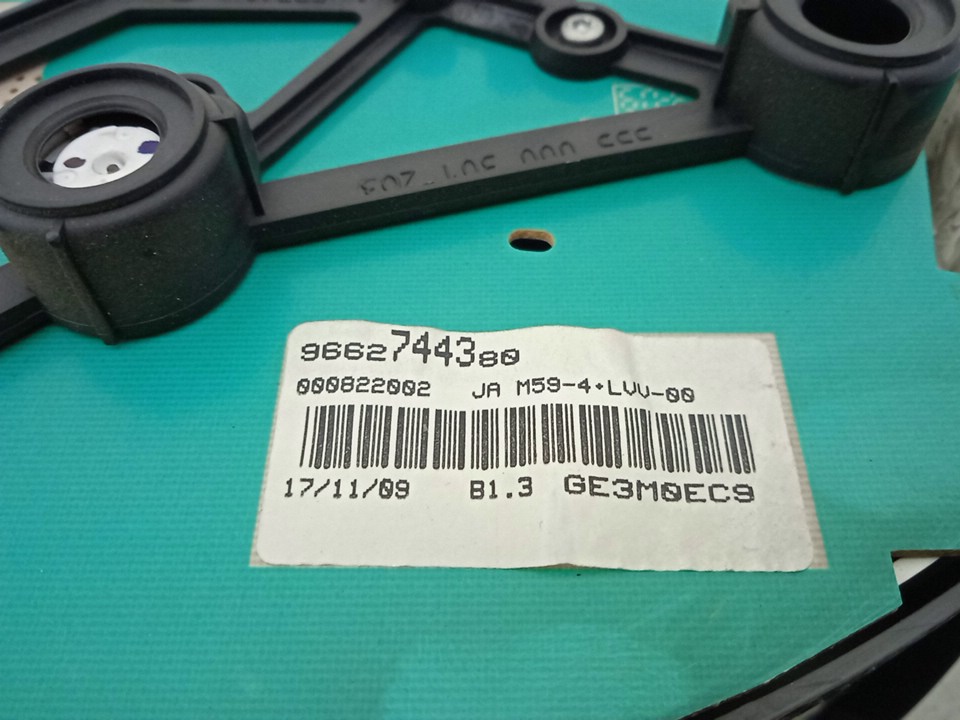 9662744380
000822002 JA M59-4+LVV-00
17/11/09 B1.3 GE3M0EC9